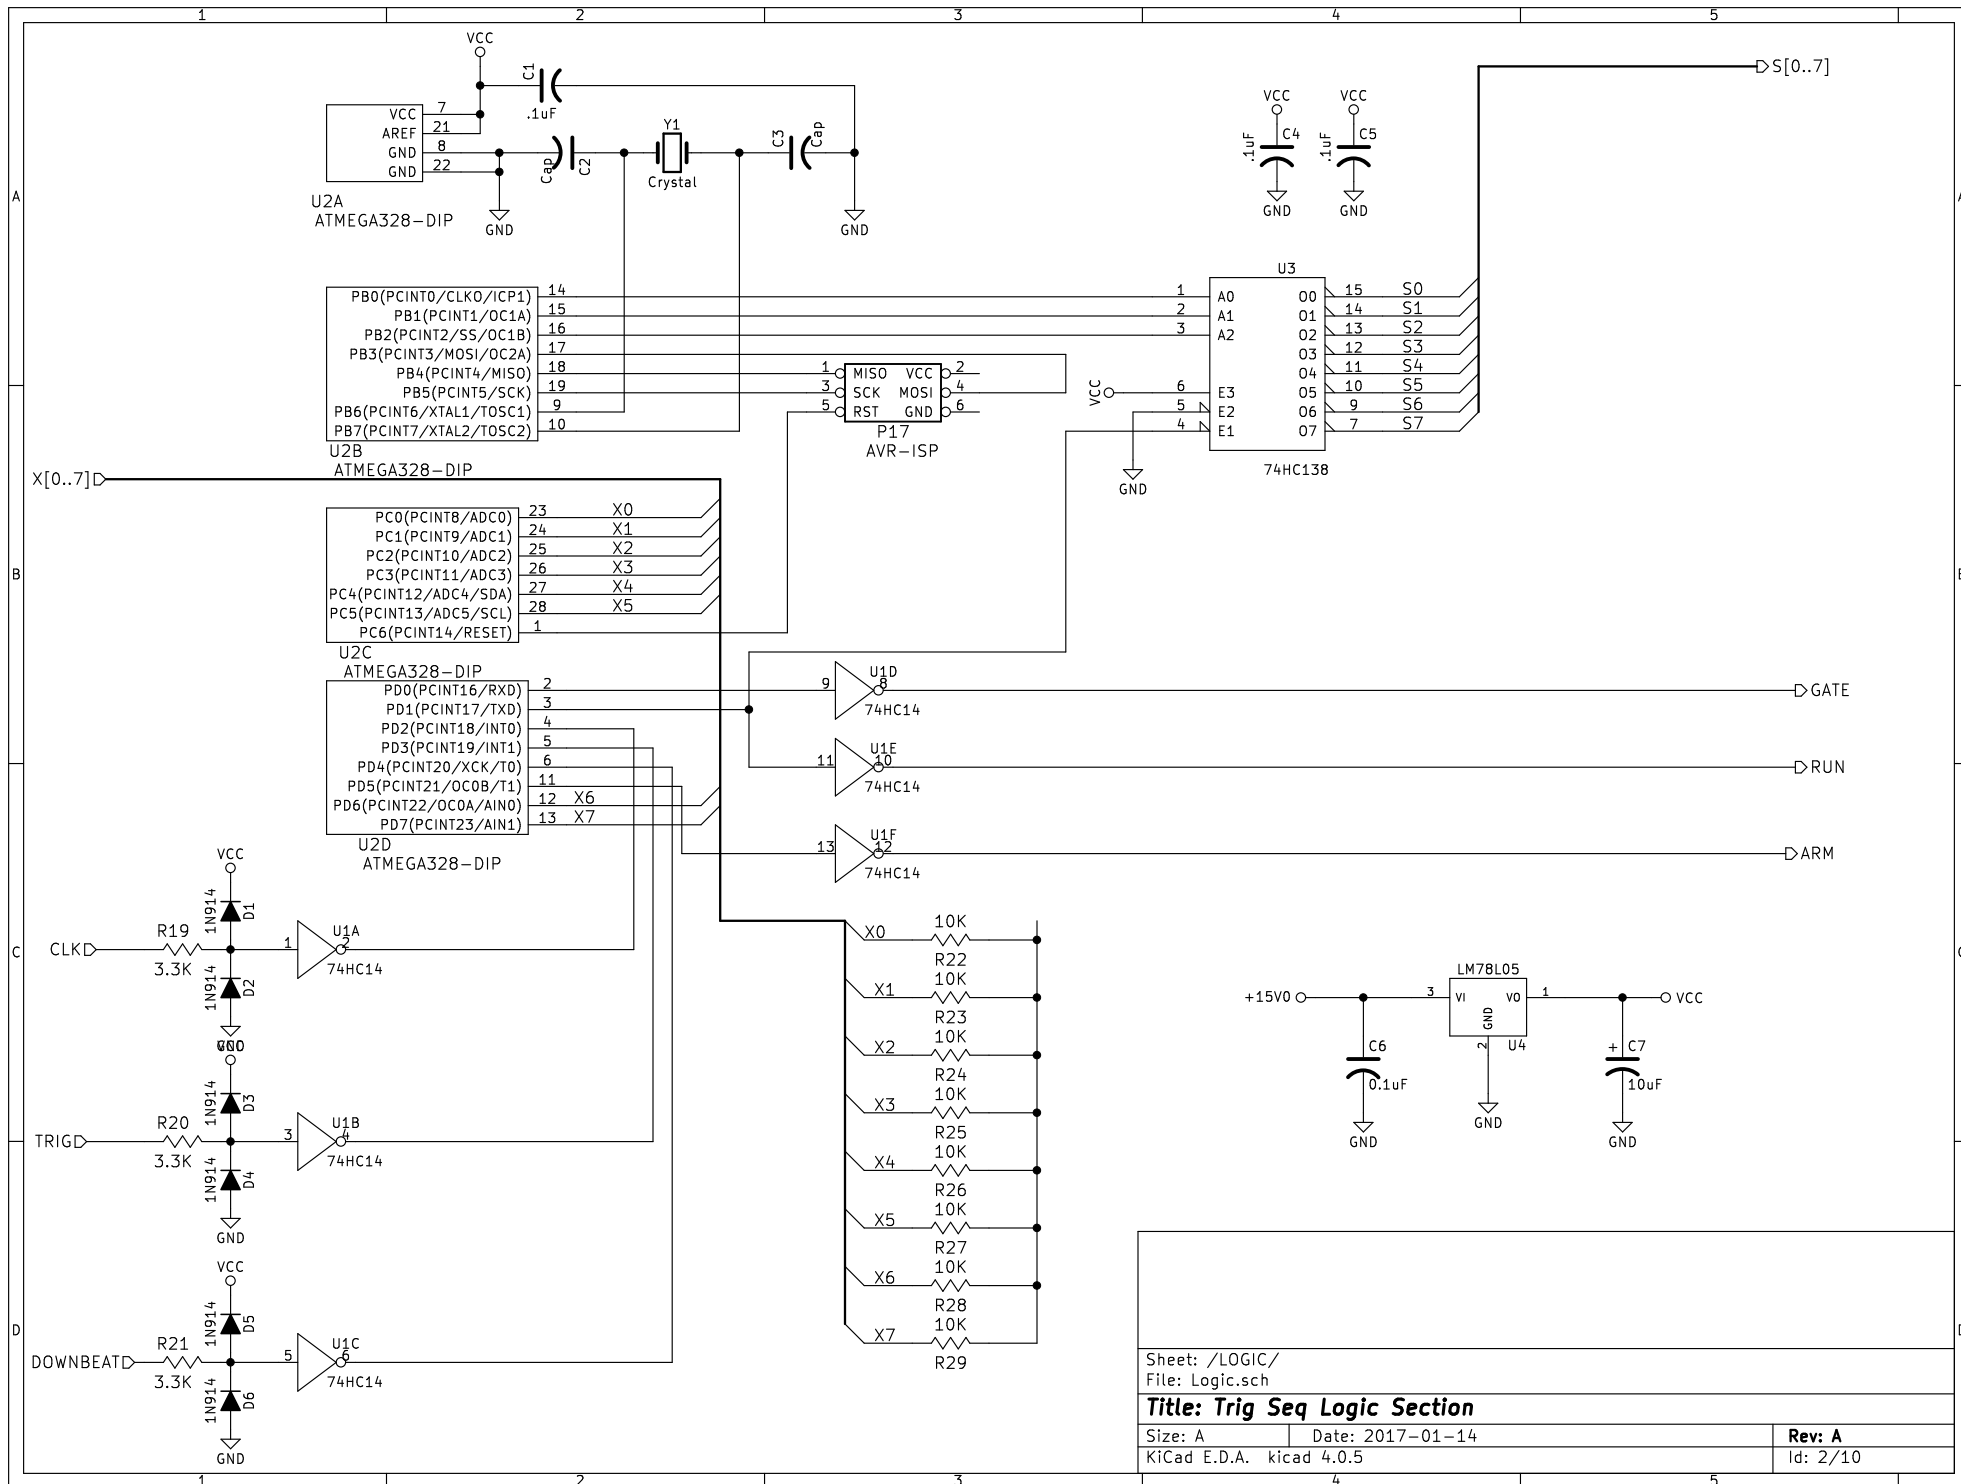 1 2 3 4 5
VCC
C1
.1uF
S[0..7]
VCC 7
AREF 21
GND 8
GND 22
U2A
ATMEGA328-DIP
Cap
C2
Y1
Crystal
C3
Cap
GND
GND
VCC VCC
.1uF C4 .1uF C5
GND GND
A A
PB0(PCINT0/CLKO/ICP1) 14
PB1(PCINT1/OC1A) 15
PB2(PCINT2/SS/OC1B) 16
PB3(PCINT3/MOSI/OC2A) 17
PB4(PCINT4/MISO) 18
PB5(PCINT5/SCK) 19
PB6(PCINT6/XTAL1/TOSC1) 9
PB7(PCINT7/XTAL2/TOSC2) 10
U2B
ATMEGA328-DIP
1 MISO VCC 2
3 SCK MOSI 4
5 RST GND 6
P17
AVR-ISP
U3
1 A0 O0 15 S0
2 A1 O1 14 S1
3 A2 O2 13 S2
O3 12 S3
O4 11 S4
VCC 6 E3 O5 10 S5
5 E2 O6 9 S6
4 E1 O7 7 S7
74HC138
GND
X[0..7]
PC0(PCINT8/ADC0) 23 X0
PC1(PCINT9/ADC1) 24 X1
PC2(PCINT10/ADC2) 25 X2
PC3(PCINT11/ADC3) 26 X3
PC4(PCINT12/ADC4/SDA) 27 X4
PC5(PCINT13/ADC5/SCL) 28 X5
PC6(PCINT14/RESET) 1
U2C
ATMEGA328-DIP
B
PD0(PCINT16/RXD) 2
PD1(PCINT17/TXD) 3
PD2(PCINT18/INT0) 4
PD3(PCINT19/INT1) 5
PD4(PCINT20/XCK/T0) 6
PD5(PCINT21/OC0B/T1) 11
PD6(PCINT22/OC0A/AIN0) 12 X6
PD7(PCINT23/AIN1) 13 X7
U2D
ATMEGA328-DIP
9 U1D 8 GATE
74HC14
11 U1E 10 RUN
74HC14
13 U1F 12 ARM
74HC14
VCC
1N914 D1
CLK R19 1 U1A 2
3.3K 74HC14
1N914 D2
GND
VCC
1N914 D3
TRIG R20 3 U1B 4
3.3K 74HC14
1N914 D4
GND
VCC
1N914 D5
DOWNBEAT R21 5 U1C 6
3.3K 74HC14
1N914 D6
GND
C
D
10K
X0
R22
10K
X1
R23
10K
X2
R24
10K
X3
R25
10K
X4
R26
10K
X5
R27
10K
X6
R28
10K
X7
R29
LM78L05
+15V0 3 VI VO 1 VCC
GND
2 U4
C6
0.1uF
+ C7
10uF
GND GND GND
Sheet: /LOGIC/
File: Logic.sch
Title: Trig Seq Logic Section
Size: A Date: 2017-01-14 Rev: A
KiCad E.D.A. kicad 4.0.5 Id: 2/10
1 2 3 4 5